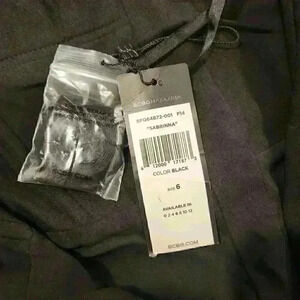 BCBGMAXAZRIA
"SABRINNA"
COLOR BLACK
SIZE 6
AVAILABLE IN
0 2 4 6 8 10 12
BCBG.COM